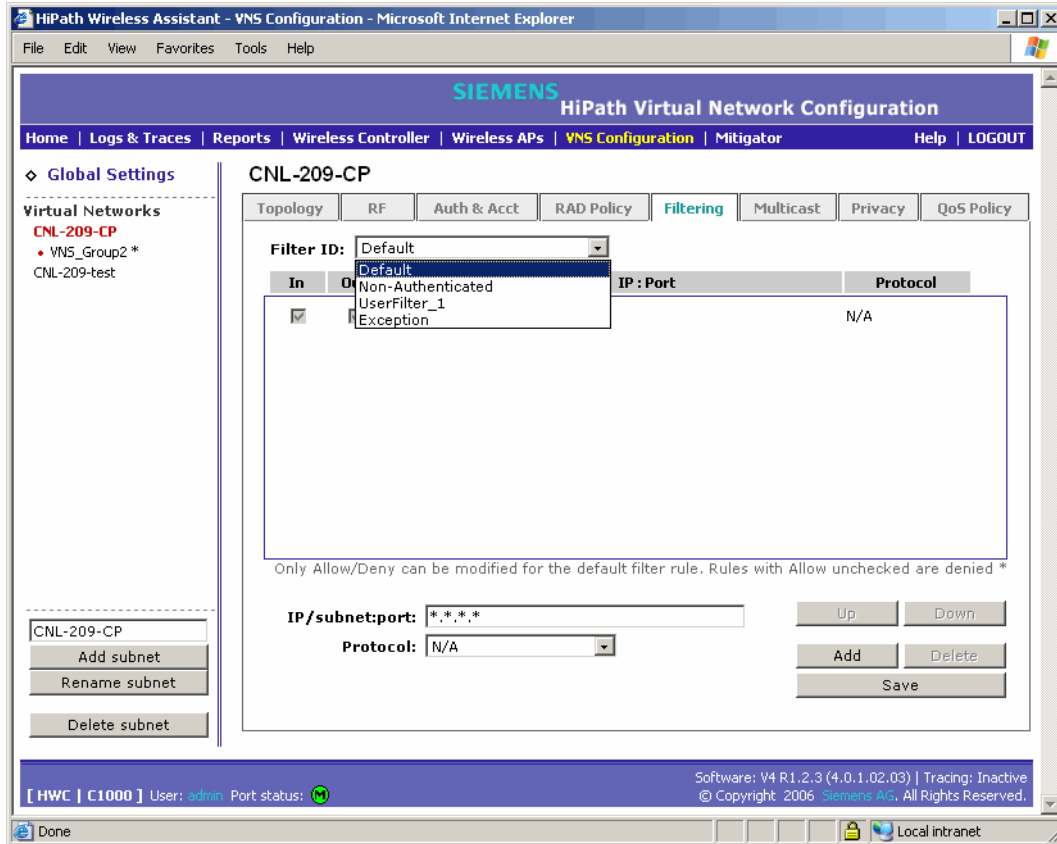 HiPath Wireless Assistant - VNS Configuration - Microsoft Internet Explorer
File Edit View Favorites Tools Help
SIEMENS
HiPath Virtual Network Configuration
Home | Logs & Traces | Reports | Wireless Controller | Wireless APs | VNS Configuration | Mitigator Help | LOGOUT
Global Settings
Virtual Networks
CNL-209-CP
VNS_Group2 *
CNL-209-test
CNL-209-CP
Topology RF Auth & Acct RAD Policy Filtering Multicast Privacy QoS Policy
Filter ID: Default
Default
Non-Authenticated
UserFilter_1
Exception
In IP : Port Protocol
N/A
Only Allow/Deny can be modified for the default filter rule. Rules with Allow unchecked are denied *
IP/subnet:port: *.*.*.*
Protocol: N/A
Up Down
Add Delete
Save
CNL-209-CP
Add subnet
Rename subnet
Delete subnet
[ HWC | C1000 ] User: admin Port status: M
Software: V4 R1.2.3 (4.0.1.02.03) | Tracing: Inactive
© Copyright 2006 Siemens AG. All Rights Reserved.
Done Local intranet